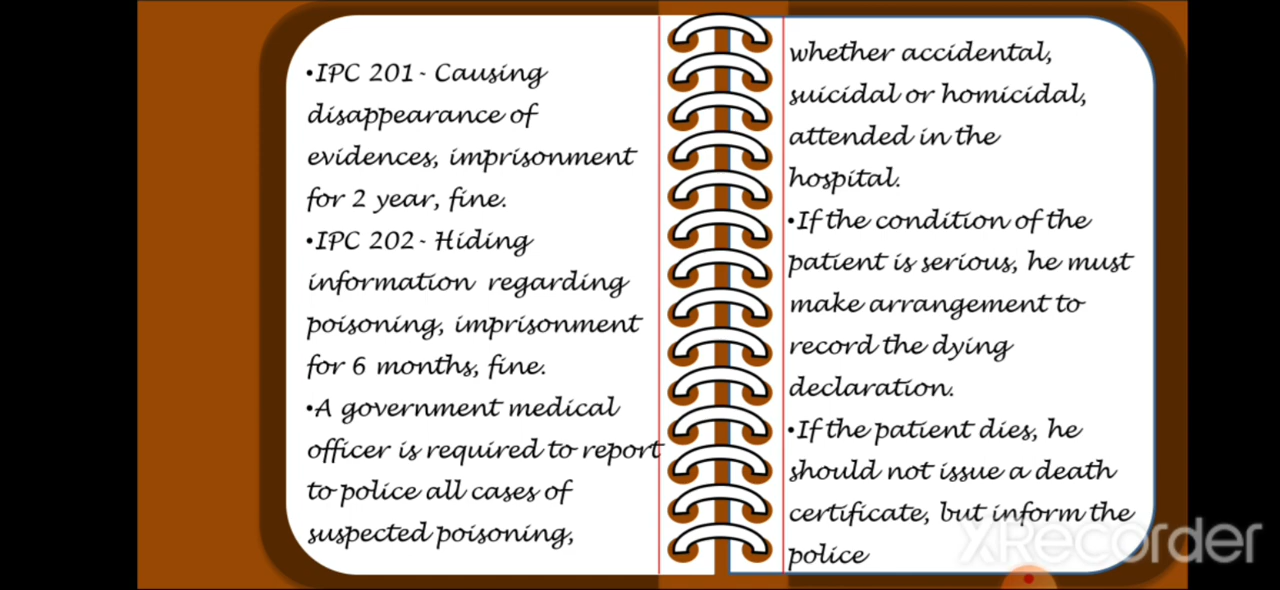 •IPC 201- Causing
disappearance of
evidences, imprisonment
for 2 year, fine.
•IPC 202- Hiding
information regarding
poisoning, imprisonment
for 6 months, fine.
•A government medical
officer is required to report
to police all cases of
suspected poisoning,
whether accidental,
suicidal or homicidal,
attended in the
hospital.
•If the condition of the
patient is serious, he must
make arrangement to
record the dying
declaration.
•If the patient dies, he
should not issue a death
certificate, but inform the
police
XRecorder